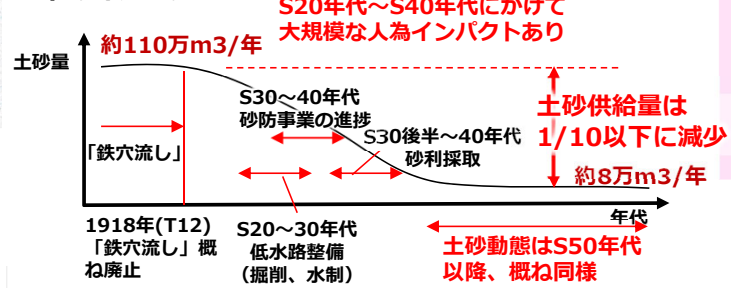 S20年代～S40年代にかけて
大規模な人為インパクトあり
約110万m3/年
土砂量
S30～40年代
砂防事業の進捗
土砂供給量は
1/10以下に減少
S30後半～40年代
砂利採取
「鉄穴流し」
約8万m3/年
年代
1918年(T12)
「鉄穴流し」概
ね廃止
S20～30年代
低水路整備
（掘削、水制）
土砂動態はS50年代
以降、概ね同様